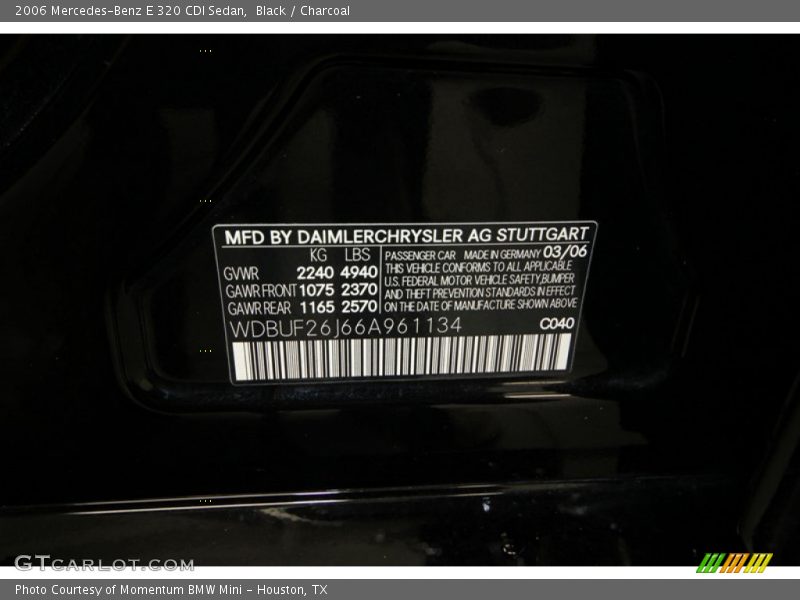 2006 Mercedes-Benz E 320 CDI Sedan, Black / Charcoal
MFD BY DAIMLERCHRYSLER AG STUTTGART
KG LBS
GVWR 2240 4940
GAWR FRONT 1075 2370
GAWR REAR 1165 2570
PASSENGER CAR MADE IN GERMANY 03/06
THIS VEHICLE CONFORMS TO ALL APPLICABLE
U.S. FEDERAL MOTOR VEHICLE SAFETY, BUMPER
AND THEFT PREVENTION STANDARDS IN EFFECT
ON THE DATE OF MANUFACTURE SHOWN ABOVE
WDBUF26J66A961134 C040
GTCARLOT.COM
Photo Courtesy of Momentum BMW Mini - Houston, TX